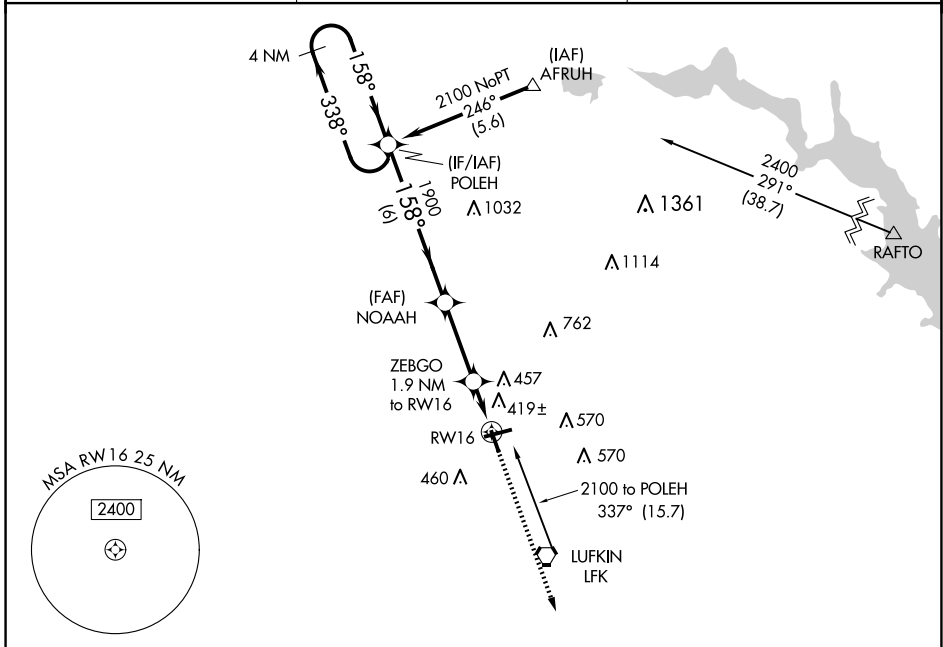 4 NM
158°
338°
(IAF)
AFRUH
2100 NoPT
246°
(5.6)
(IF/IAF)
POLEH
1900
158°
(6)
1032
1361
2400
291°
(38.7)
RAFTO
1114
(FAF)
NOAAH
762
ZEBGO
1.9 NM
to RW16
457
419±
570
RW16
570
460
2100 to POLEH
337° (15.7)
MSA RW16 25 NM
2400
LUFKIN
LFK